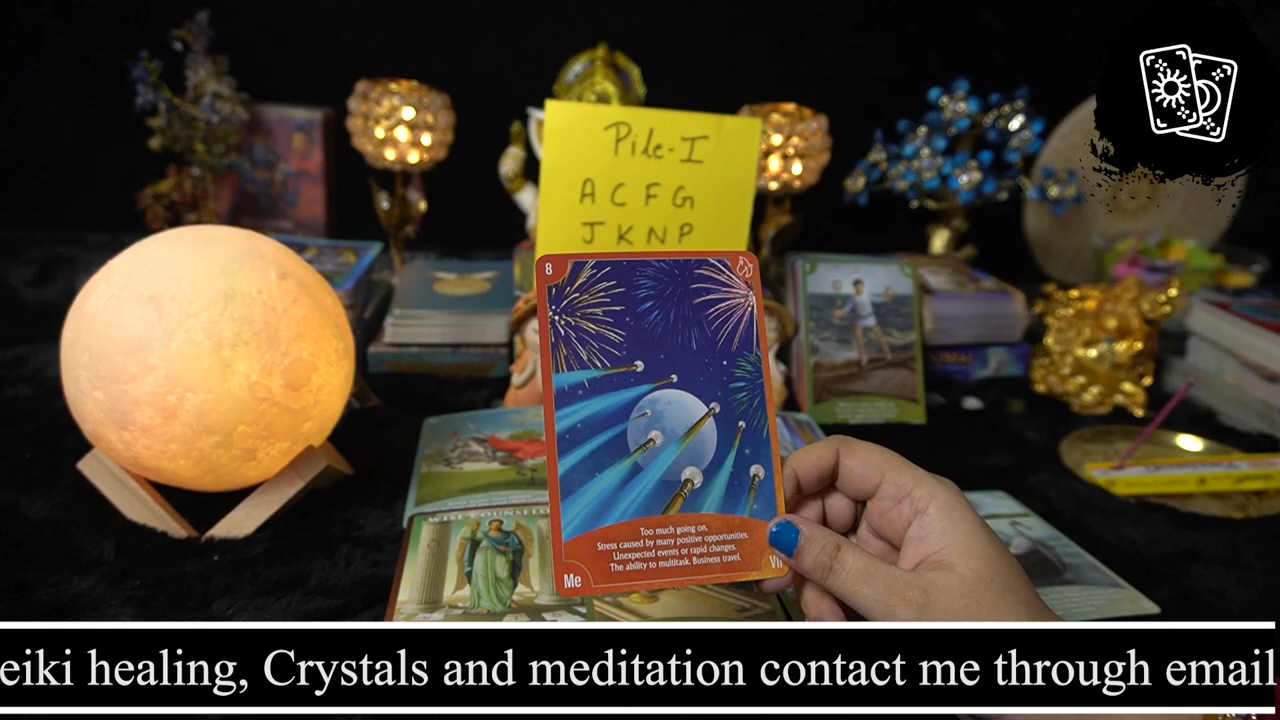 Pile-I
A C F G
J K N P
8
Too much going on.
Stress caused by many positive opportunities.
Unexpected events or rapid changes.
The ability to multitask. Business travel.
Me
eiki healing, Crystals and meditation contact me through email